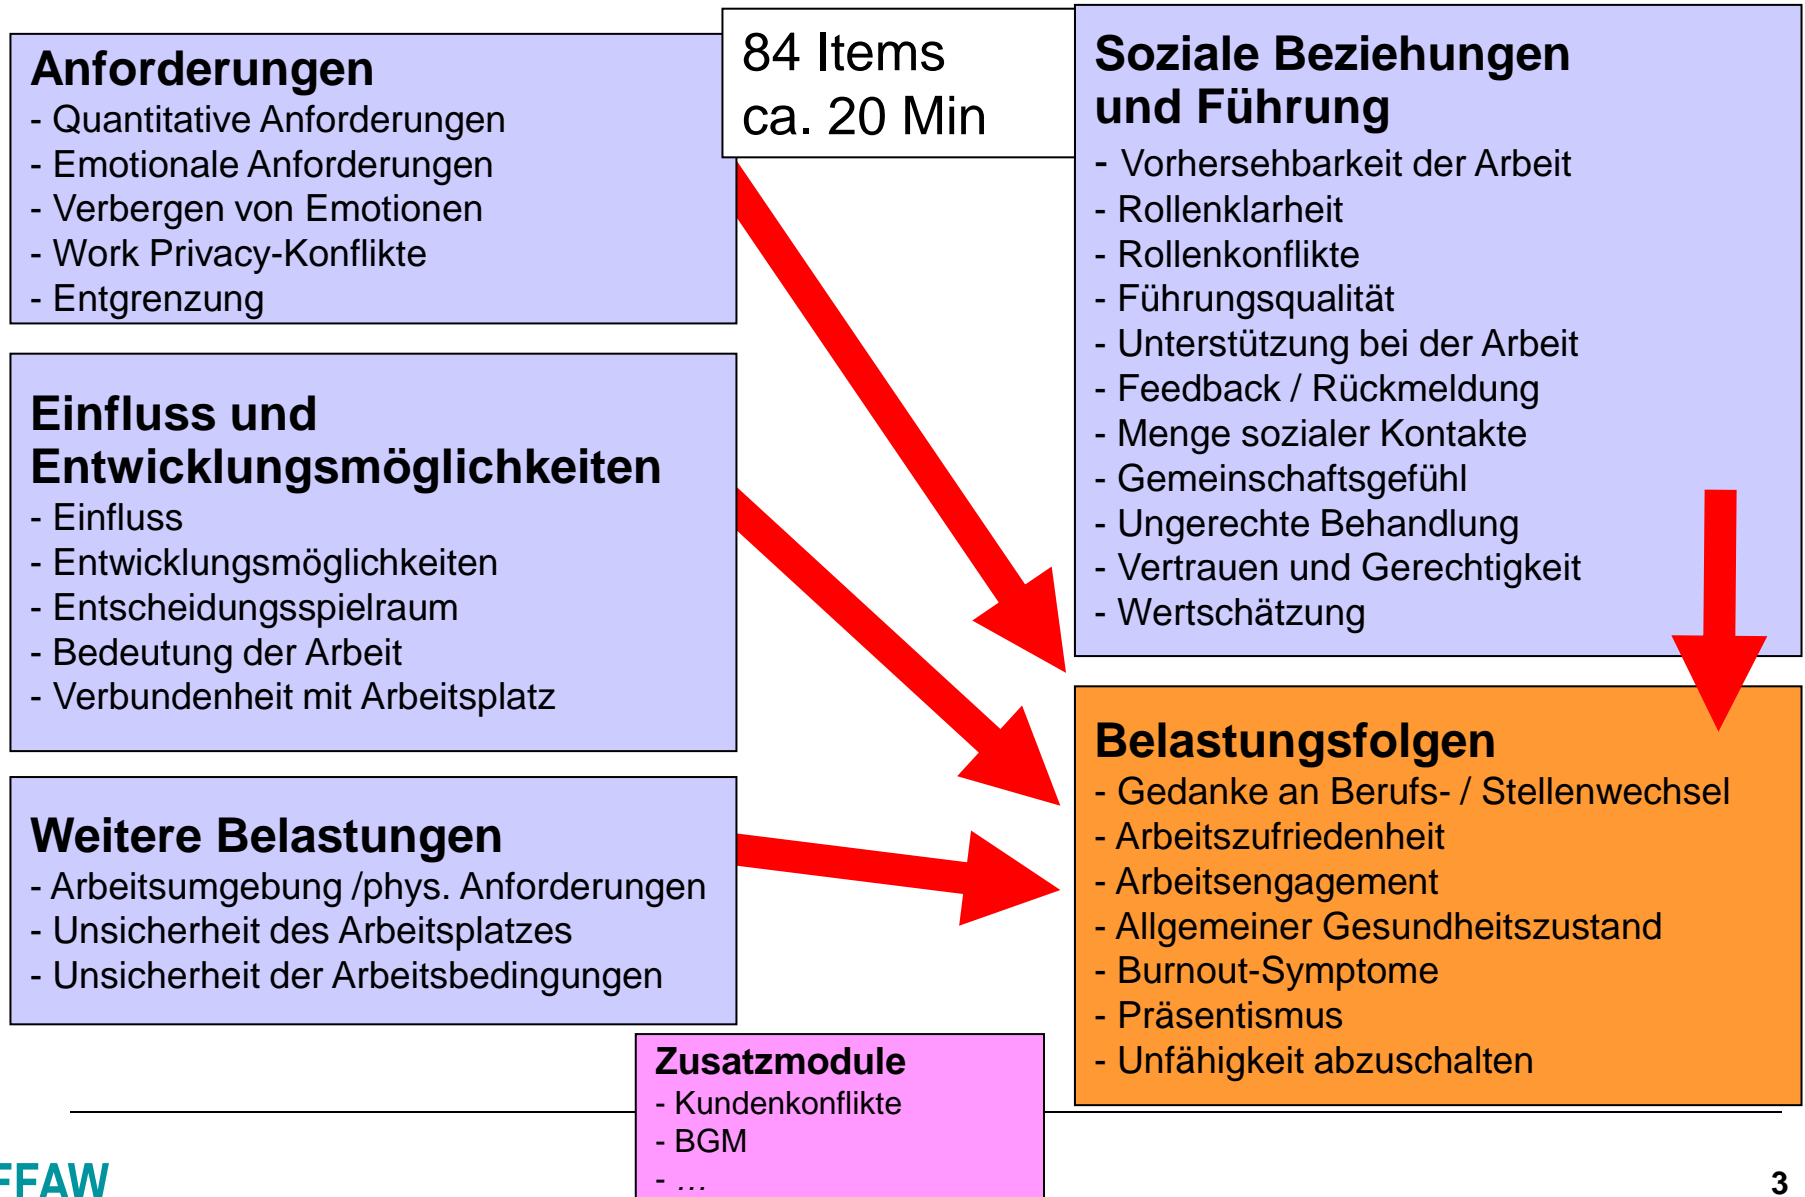 Anforderungen
- Quantitative Anforderungen
- Emotionale Anforderungen
- Verbergen von Emotionen
- Work Privacy-Konflikte
- Entgrenzung
Einfluss und
Entwicklungsmöglichkeiten
- Einfluss
- Entwicklungsmöglichkeiten
- Entscheidungsspielraum
- Bedeutung der Arbeit
- Verbundenheit mit Arbeitsplatz
Weitere Belastungen
- Arbeitsumgebung /phys. Anforderungen
- Unsicherheit des Arbeitsplatzes
- Unsicherheit der Arbeitsbedingungen
84 Items
ca. 20 Min
Soziale Beziehungen
und Führung
- Vorhersehbarkeit der Arbeit
- Rollenklarheit
- Rollenkonflikte
- Führungsqualität
- Unterstützung bei der Arbeit
- Feedback / Rückmeldung
- Menge sozialer Kontakte
- Gemeinschaftsgefühl
- Ungerechte Behandlung
- Vertrauen und Gerechtigkeit
- Wertschätzung
Belastungsfolgen
- Gedanke an Berufs- / Stellenwechsel
- Arbeitszufriedenheit
- Arbeitsengagement
- Allgemeiner Gesundheitszustand
- Burnout-Symptome
- Präsentismus
- Unfähigkeit abzuschalten
Zusatzmodule
- Kundenkonflikte
- BGM
- …
FFAW
3